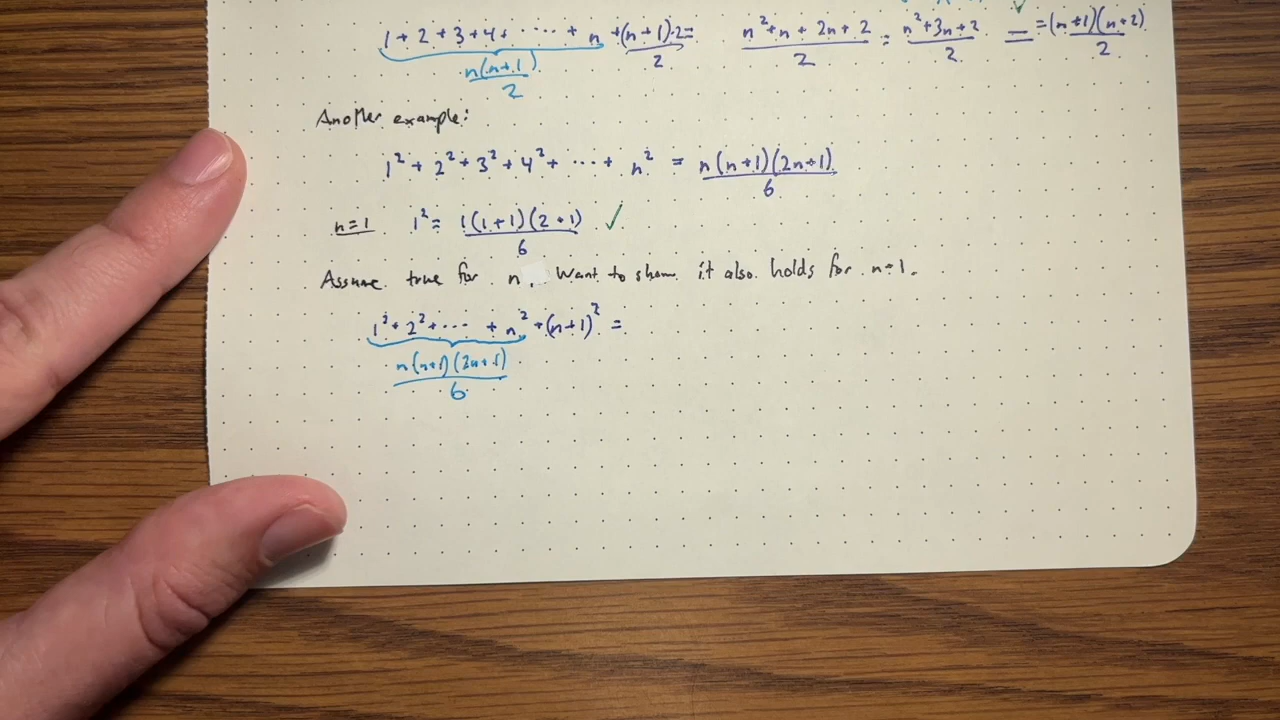 1 + 2 + 3 + 4 + ····· + n + (n+1)·2 = n²+n+2n+2 = n²+3n+2 = (n+1)(n+2)
n(n+1) 2 2 2 2
2
Another example:
1² + 2² + 3² + 4² + ··· + n² = n(n+1)(2n+1)
6
n=1 1² = 1(1+1)(2+1) ✓
6
Assume true for n. Want to show it also holds for n+1.
1² + 2² + ··· + n² + (n+1)² =
n(n+1)(2n+1)
6